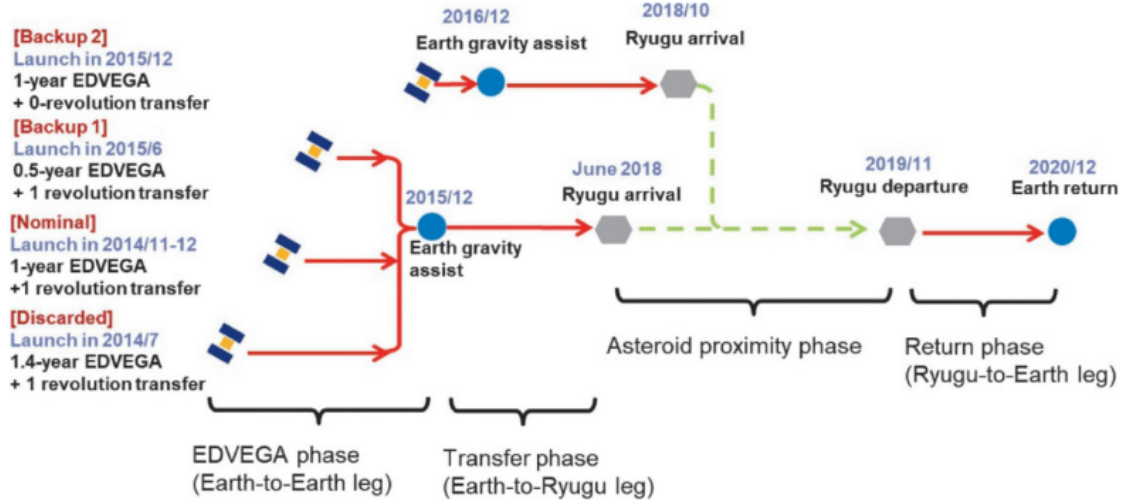 [Backup 2]
Launch in 2015/12
1-year EDVEGA
+ 0-revolution transfer
[Backup 1]
Launch in 2015/6
0.5-year EDVEGA
+ 1 revolution transfer
[Nominal]
Launch in 2014/11-12
1-year EDVEGA
+1 revolution transfer
[Discarded]
Launch in 2014/7
1.4-year EDVEGA
+ 1 revolution transfer
2016/12
Earth gravity assist
2018/10
Ryugu arrival
2015/12
Earth gravity
assist
June 2018
Ryugu arrival
2019/11
Ryugu departure
2020/12
Earth return
Asteroid proximity phase
Return phase
(Ryugu-to-Earth leg)
EDVEGA phase
(Earth-to-Earth leg)
Transfer phase
(Earth-to-Ryugu leg)